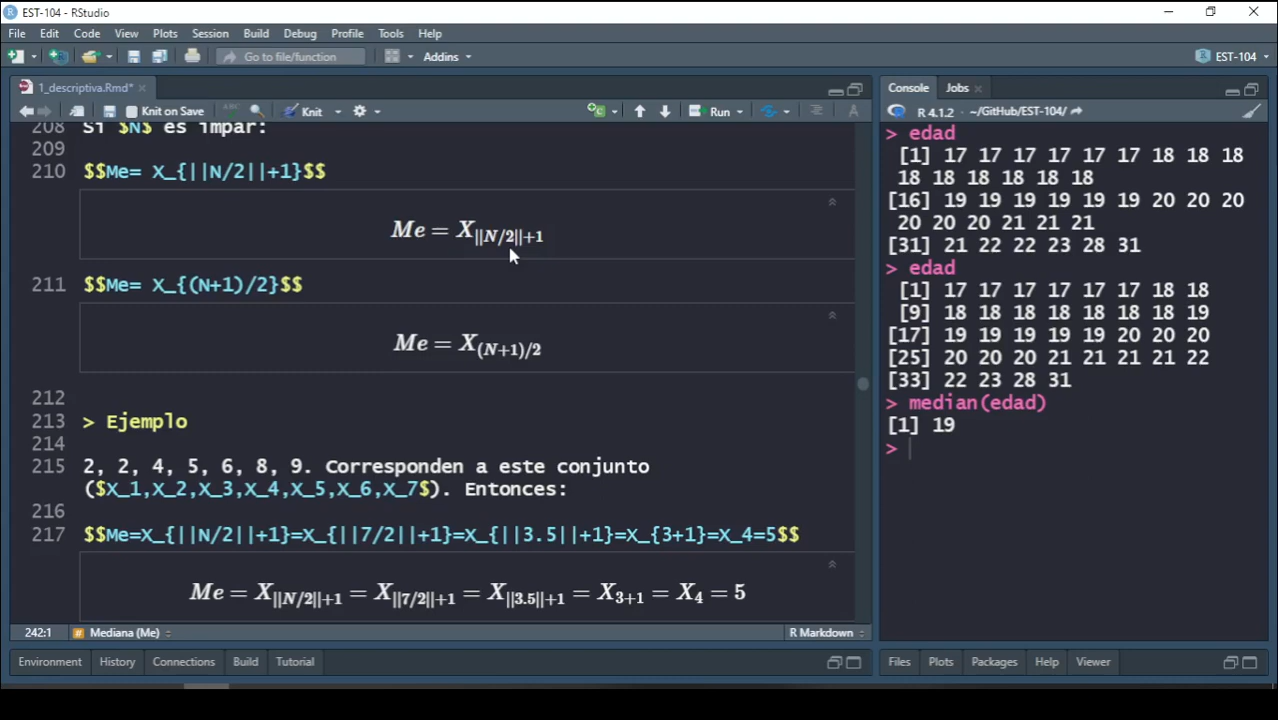 EST-104 - RStudio
File Edit Code View Plots Session Build Debug Profile Tools Help
Go to file/function Addins EST-104
1_descriptiva.Rmd*
Knit on Save Knit Run
208 Si $N$ es impar:
209
210 $$Me= X_{||N/2||+1}$$
Me = X_{||N/2||+1}
211 $$Me= X_{(N+1)/2}$$
Me = X_{(N+1)/2}
212
213 > Ejemplo
214
215 2, 2, 4, 5, 6, 8, 9. Corresponden a este conjunto
($X_1,X_2,X_3,X_4,X_5,X_6,X_7$). Entonces:
216
217 $$Me=X_{||N/2||+1}=X_{||7/2||+1}=X_{||3.5||+1}=X_{3+1}=X_4=5$$
Me = X_{||N/2||+1} = X_{||7/2||+1} = X_{||3.5||+1} = X_{3+1} = X_4 = 5
242:1 # Mediana (Me) R Markdown
Environment History Connections Build Tutorial
Console Jobs
R 4.1.2 · ~/GitHub/EST-104/
> edad
[1] 17 17 17 17 17 17 18 18 18
18 18 18 18 18 18
[16] 19 19 19 19 19 19 20 20 20
20 20 20 21 21 21
[31] 21 22 22 23 28 31
> edad
[1] 17 17 17 17 17 17 18 18
[9] 18 18 18 18 18 18 18 19
[17] 19 19 19 19 19 20 20 20
[25] 20 20 20 21 21 21 21 22
[33] 22 23 28 31
> median(edad)
[1] 19
>
Files Plots Packages Help Viewer